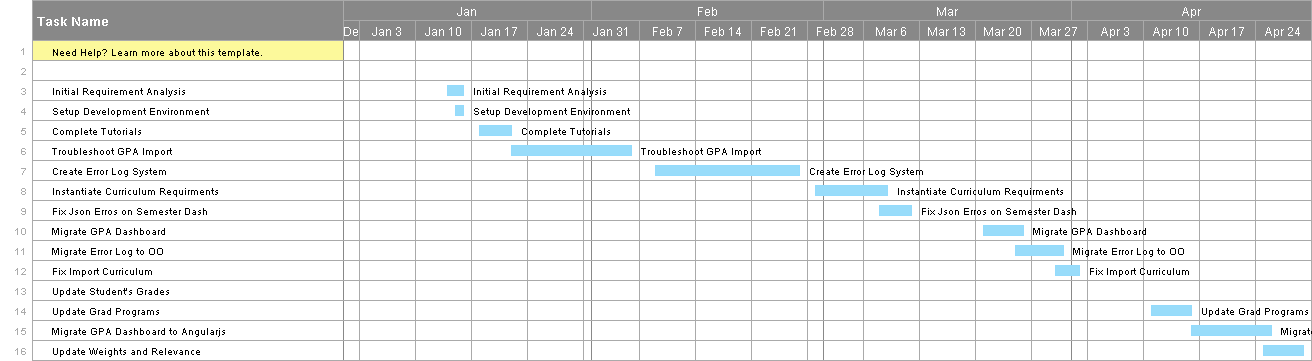 Task Name
Jan Feb Mar Apr
De Jan 3 Jan 10 Jan 17 Jan 24 Jan 31 Feb 7 Feb 14 Feb 21 Feb 28 Mar 6 Mar 13 Mar 20 Mar 27 Apr 3 Apr 10 Apr 17 Apr 24
1 Need Help? Learn more about this template.
2
3 Initial Requirement Analysis Initial Requirement Analysis
4 Setup Development Environment Setup Development Environment
5 Complete Tutorials Complete Tutorials
6 Troubleshoot GPA Import Troubleshoot GPA Import
7 Create Error Log System Create Error Log System
8 Instantiate Curriculum Requirments Instantiate Curriculum Requirments
9 Fix Json Erros on Semester Dash Fix Json Erros on Semester Dash
10 Migrate GPA Dashboard Migrate GPA Dashboard
11 Migrate Error Log to OO Migrate Error Log to OO
12 Fix Import Curriculum Fix Import Curriculum
13 Update Student's Grades
14 Update Grad Programs Update Grad Programs
15 Migrate GPA Dashboard to Angularjs Migrat
16 Update Weights and Relevance